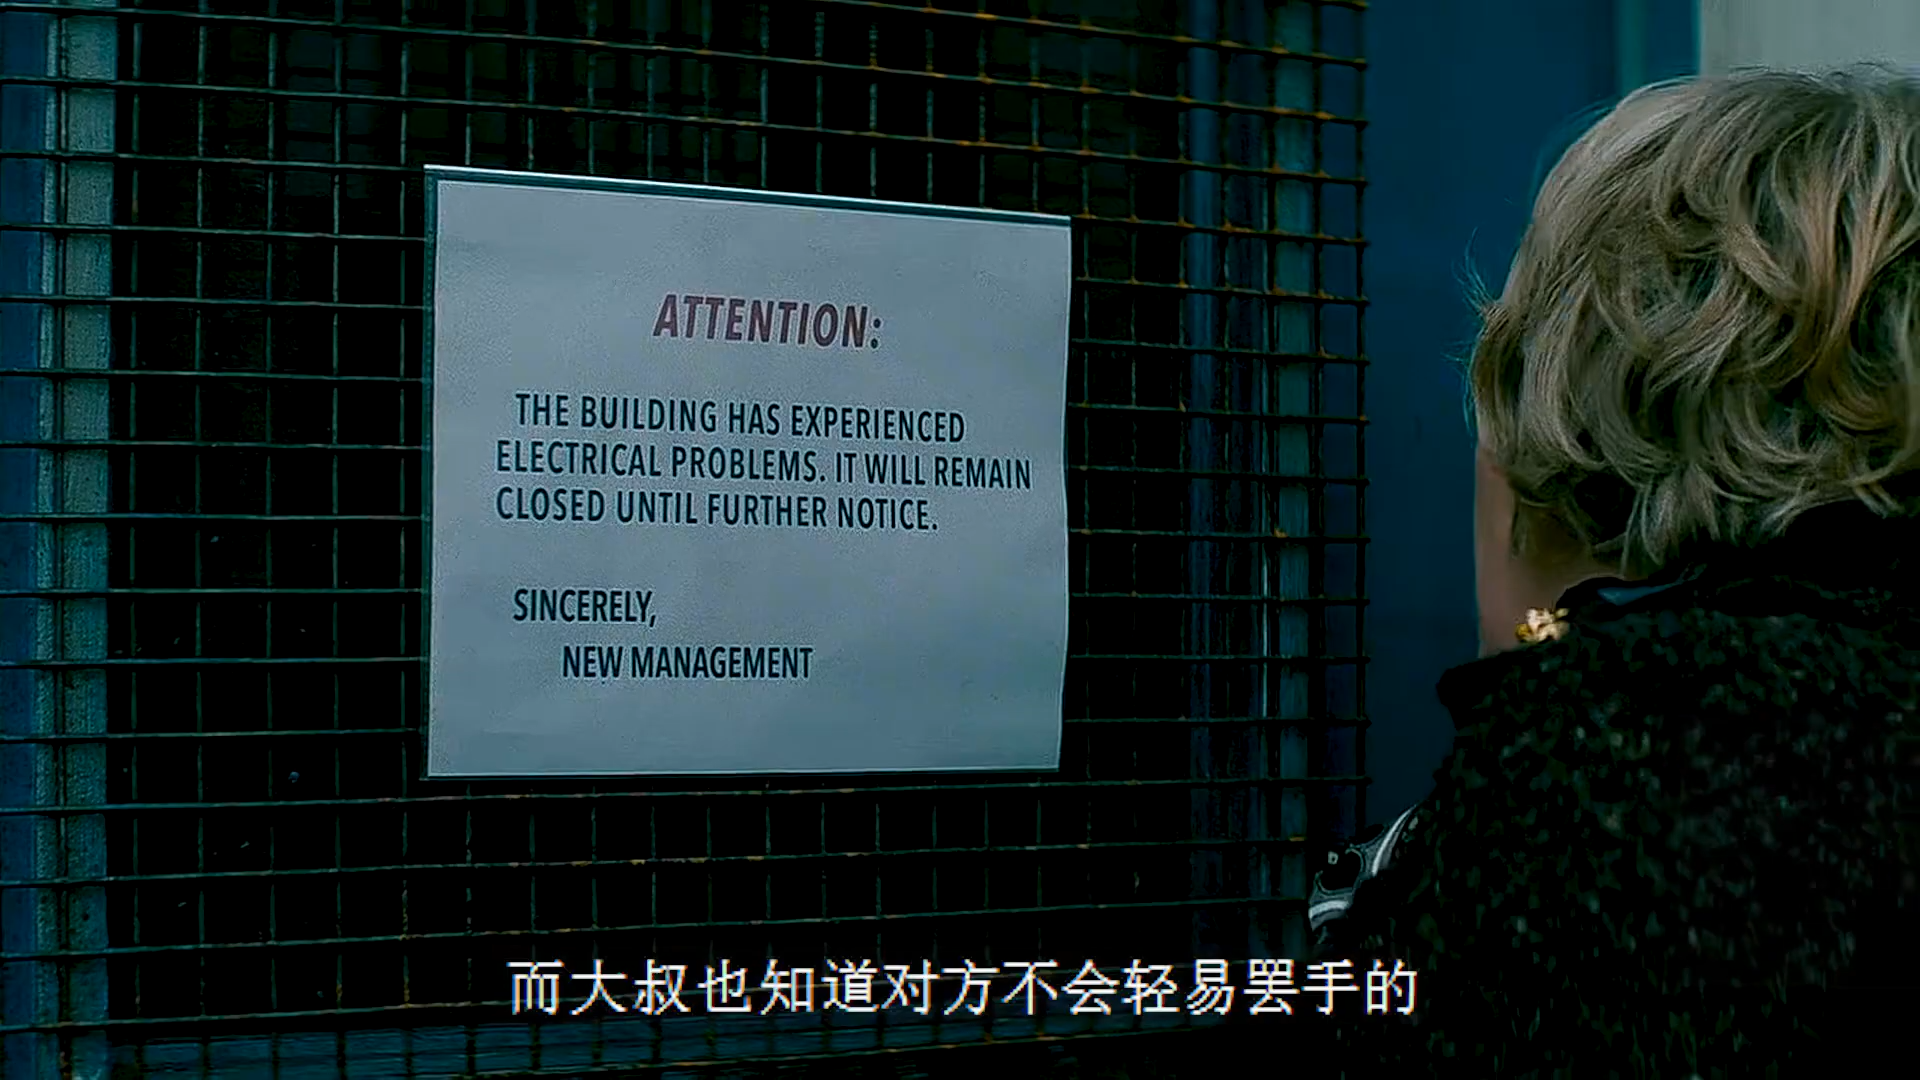 ATTENTION:
THE BUILDING HAS EXPERIENCED
ELECTRICAL PROBLEMS. IT WILL REMAIN
CLOSED UNTIL FURTHER NOTICE.
SINCERELY,
NEW MANAGEMENT
而大叔也知道对方不会轻易罢手的